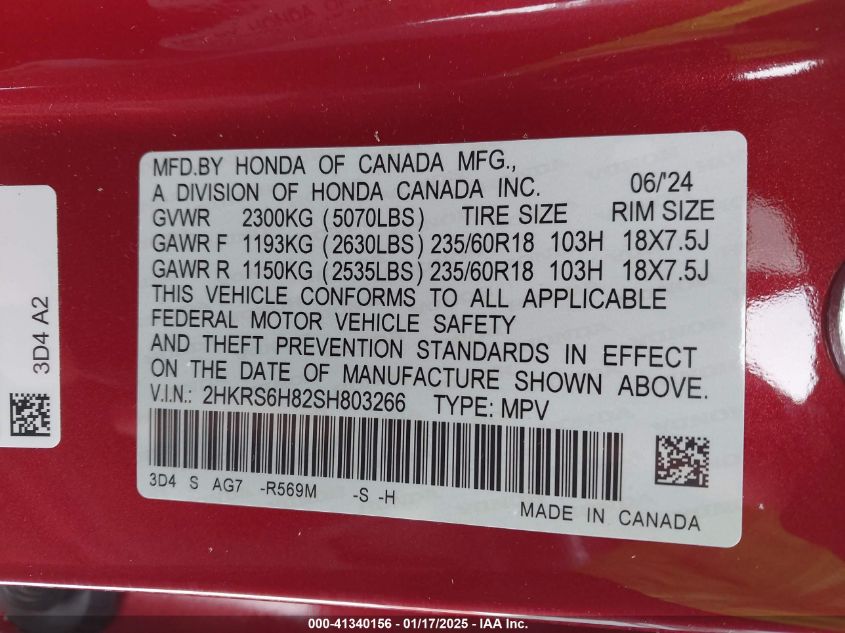 MFD.BY HONDA OF CANADA MFG.,
A DIVISION OF HONDA CANADA INC. 06/'24
GVWR 2300KG (5070LBS) TIRE SIZE RIM SIZE
GAWR F 1193KG (2630LBS) 235/60R18 103H 18X7.5J
GAWR R 1150KG (2535LBS) 235/60R18 103H 18X7.5J
THIS VEHICLE CONFORMS TO ALL APPLICABLE
FEDERAL MOTOR VEHICLE SAFETY
AND THEFT PREVENTION STANDARDS IN EFFECT
ON THE DATE OF MANUFACTURE SHOWN ABOVE.
V.I.N.: 2HKRS6H82SH803266 TYPE: MPV
3D4 S AG7 -R569M -S -H
MADE IN CANADA
3D4 A2
000-41340156 — 01/17/2025 — IAA Inc.